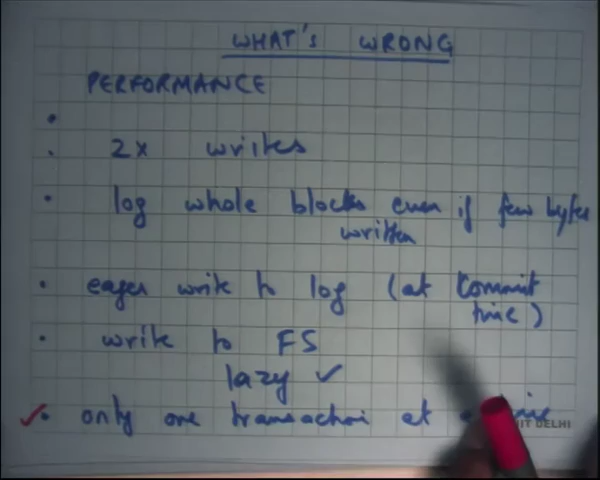 WHAT'S WRONG
PERFORMANCE
2x writes
log whole blocks even if few bytes
written
eager write to log (at commit
time)
write to FS
lazy ✓
✓ only one transaction at
IIT DELHI